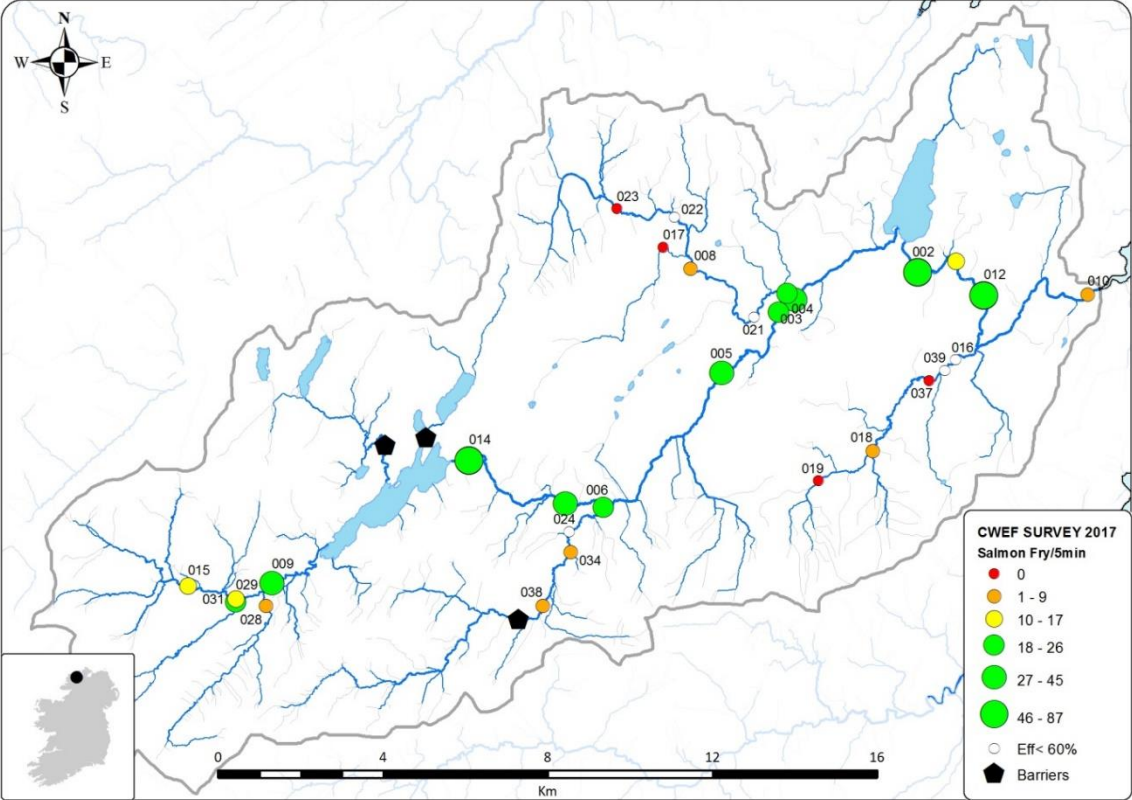 N
W E
S
023
022
017
008
002
012
010
004
003
021
005
016
039
037
014
018
019
006
024
034
015
009
029
031
028
038
CWEF SURVEY 2017
Salmon Fry/5min
0
1 - 9
10 - 17
18 - 26
27 - 45
46 - 87
Eff< 60%
Barriers
0 4 8 12 16
Km